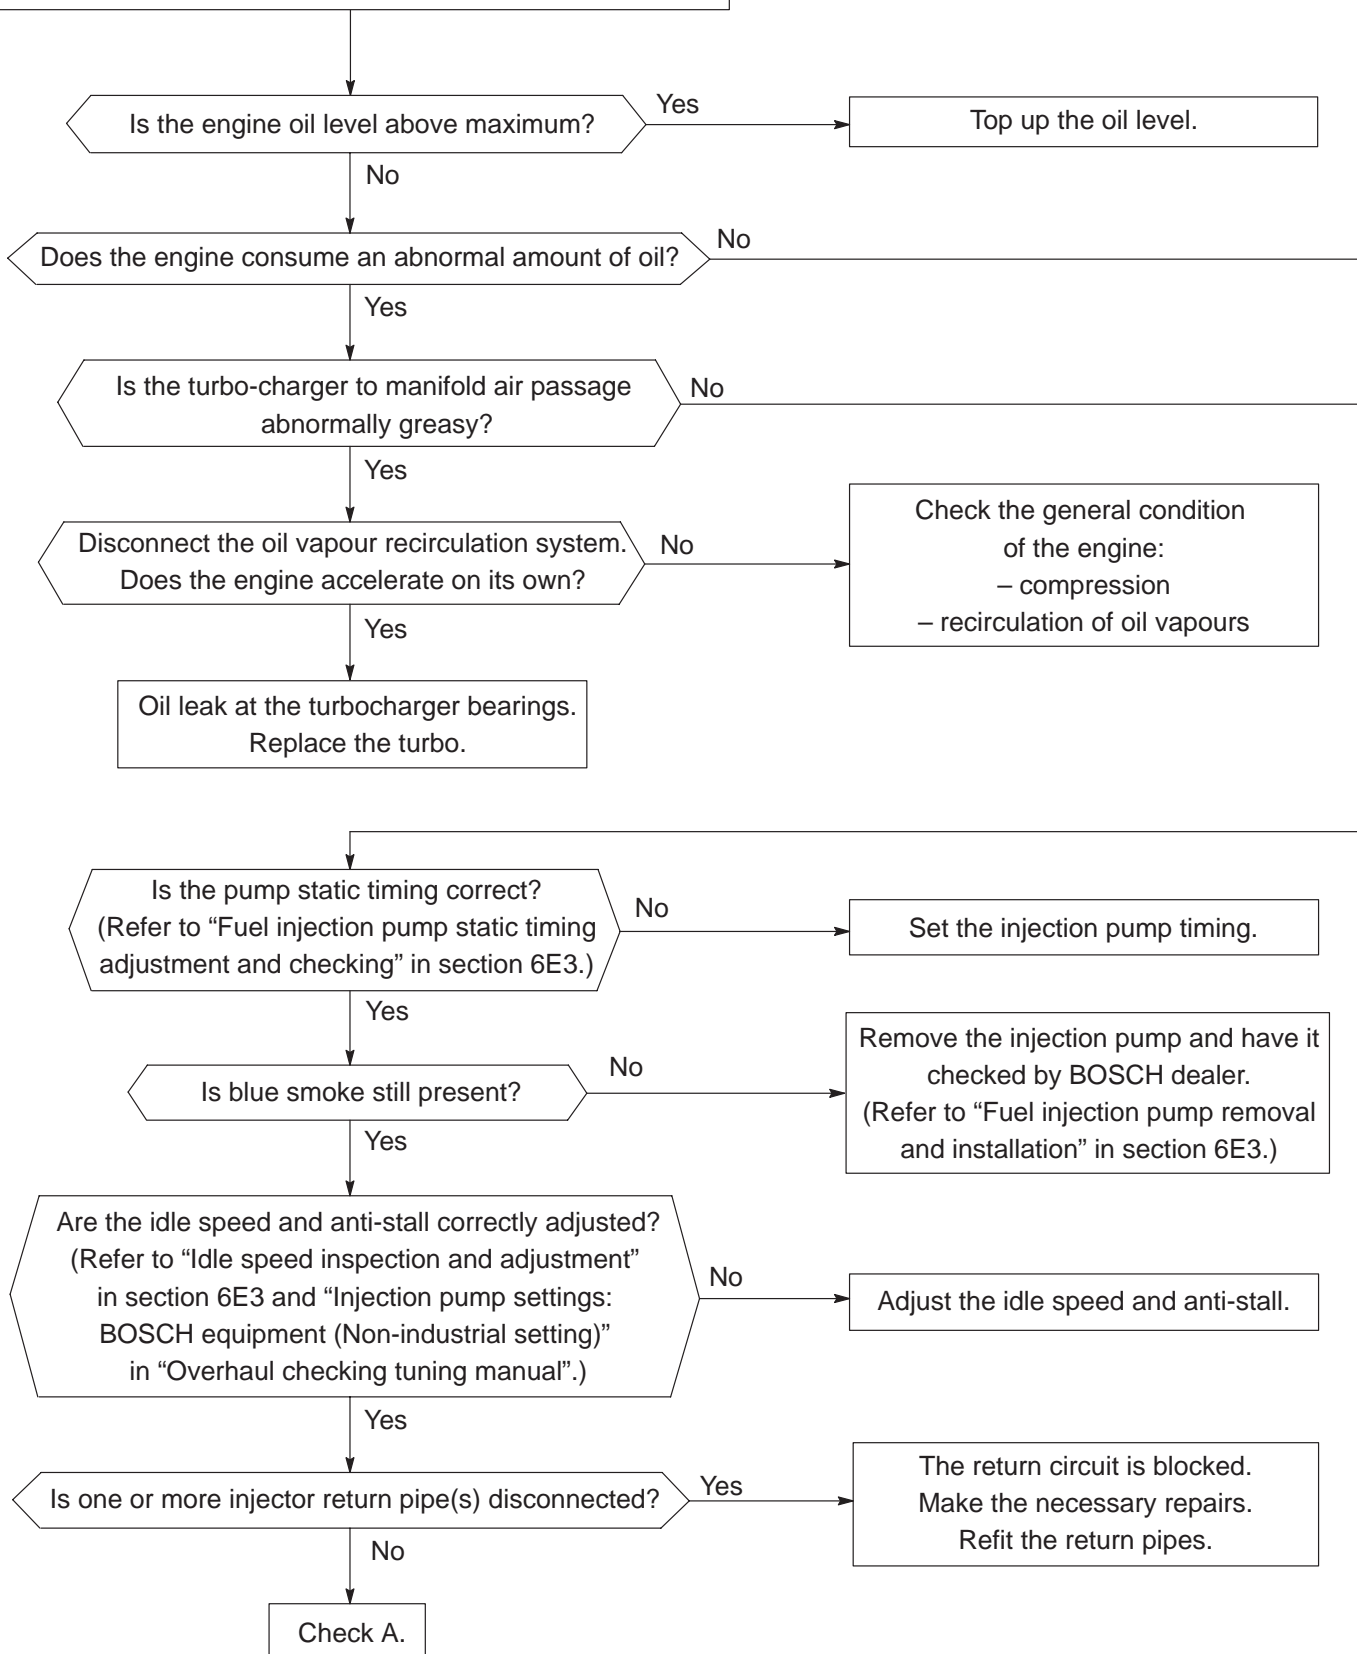 Is the engine oil level above maximum?
Yes
Top up the oil level.
No
Does the engine consume an abnormal amount of oil?
No
Yes
Is the turbo-charger to manifold air passage
abnormally greasy?
No
Yes
Disconnect the oil vapour recirculation system.
Does the engine accelerate on its own?
No
Check the general condition
of the engine:
– compression
– recirculation of oil vapours
Yes
Oil leak at the turbocharger bearings.
Replace the turbo.
Is the pump static timing correct?
(Refer to “Fuel injection pump static timing
adjustment and checking” in section 6E3.)
No
Set the injection pump timing.
Yes
Is blue smoke still present?
No
Remove the injection pump and have it
checked by BOSCH dealer.
(Refer to “Fuel injection pump removal
and installation” in section 6E3.)
Yes
Are the idle speed and anti-stall correctly adjusted?
(Refer to “Idle speed inspection and adjustment”
in section 6E3 and “Injection pump settings:
BOSCH equipment (Non-industrial setting)”
in “Overhaul checking tuning manual”.)
No
Adjust the idle speed and anti-stall.
Yes
Is one or more injector return pipe(s) disconnected?
Yes
The return circuit is blocked.
Make the necessary repairs.
Refit the return pipes.
No
Check A.